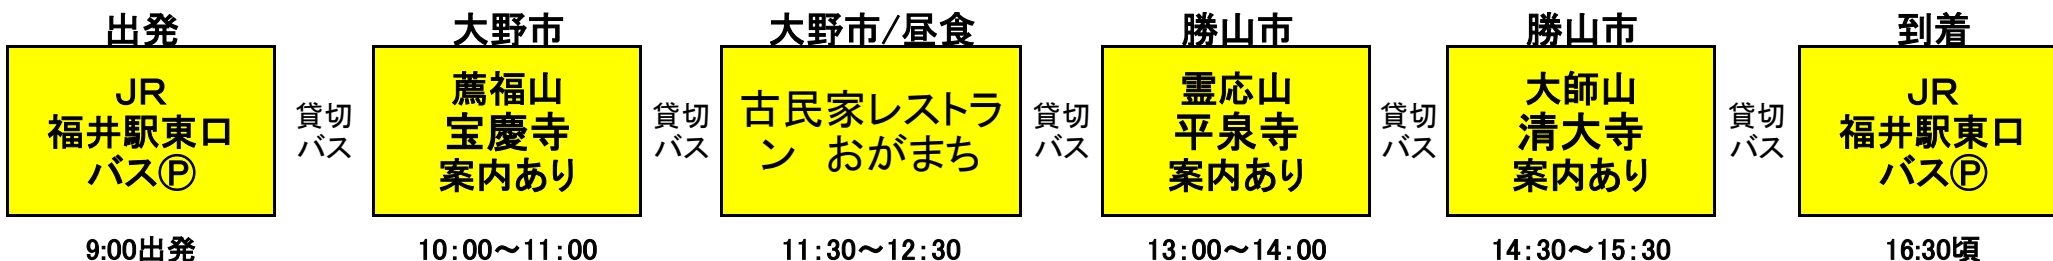 出発
JR
福井駅東口
バスⓅ
9:00出発
貸切
バス
大野市
薦福山
宝慶寺
案内あり
10:00～11:00
貸切
バス
大野市/昼食
古民家レストラ
ン　おがまち
11:30～12:30
貸切
バス
勝山市
霊応山
平泉寺
案内あり
13:00～14:00
貸切
バス
勝山市
大師山
清大寺
案内あり
14:30～15:30
貸切
バス
到着
JR
福井駅東口
バスⓅ
16:30頃